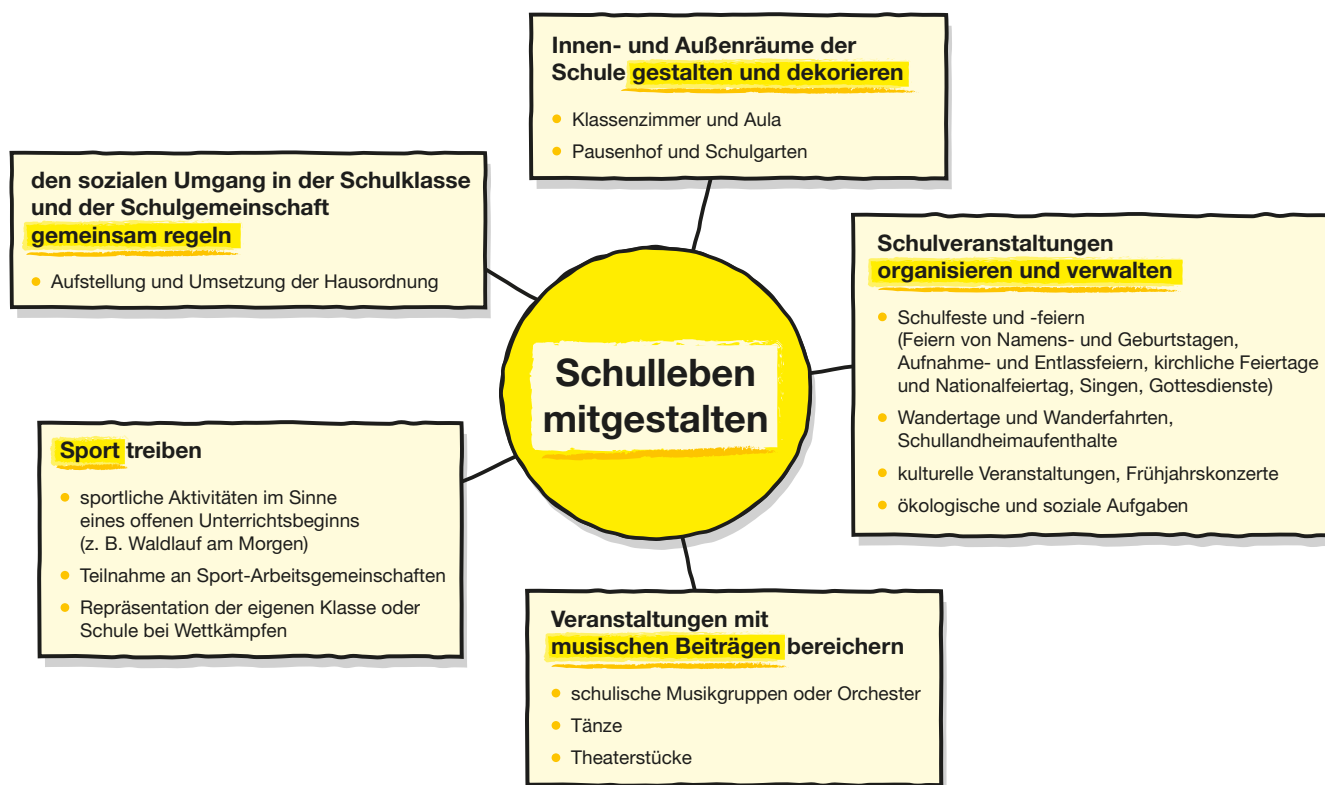 Innen- und Außenräume der
Schule gestalten und dekorieren
• Klassenzimmer und Aula
• Pausenhof und Schulgarten
den sozialen Umgang in der Schulklasse
und der Schulgemeinschaft
gemeinsam regeln
• Aufstellung und Umsetzung der Hausordnung
Schulveranstaltungen
organisieren und verwalten
• Schulfeste und -feiern
(Feiern von Namens- und Geburtstagen,
Aufnahme- und Entlassfeiern, kirchliche Feiertage
und Nationalfeiertag, Singen, Gottesdienste)
• Wandertage und Wanderfahrten,
Schullandheimaufenthalte
• kulturelle Veranstaltungen, Frühjahrskonzerte
• ökologische und soziale Aufgaben
Schulleben
mitgestalten
Sport treiben
• sportliche Aktivitäten im Sinne
eines offenen Unterrichtsbeginns
(z. B. Waldlauf am Morgen)
• Teilnahme an Sport-Arbeitsgemeinschaften
• Repräsentation der eigenen Klasse oder
Schule bei Wettkämpfen
Veranstaltungen mit
musischen Beiträgen bereichern
• schulische Musikgruppen oder Orchester
• Tänze
• Theaterstücke